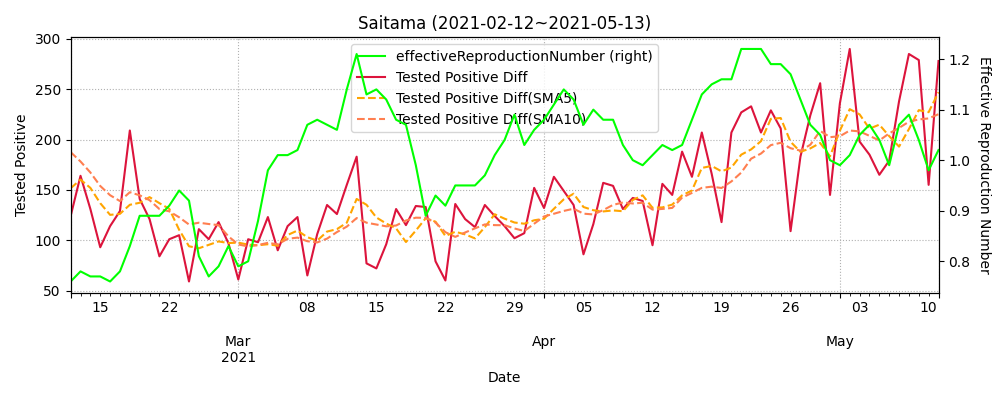 Saitama (2021-02-12~2021-05-13)
effectiveReproductionNumber (right)
Tested Positive Diff
Tested Positive Diff(SMA5)
Tested Positive Diff(SMA10)
Tested Positive
300
250
200
150
100
50
1.2
1.1
1.0
0.9
0.8
Effective Reproduction Number
15 22 08 15 22 29 05 12 19 26 03 10
Mar Apr May
2021
Date